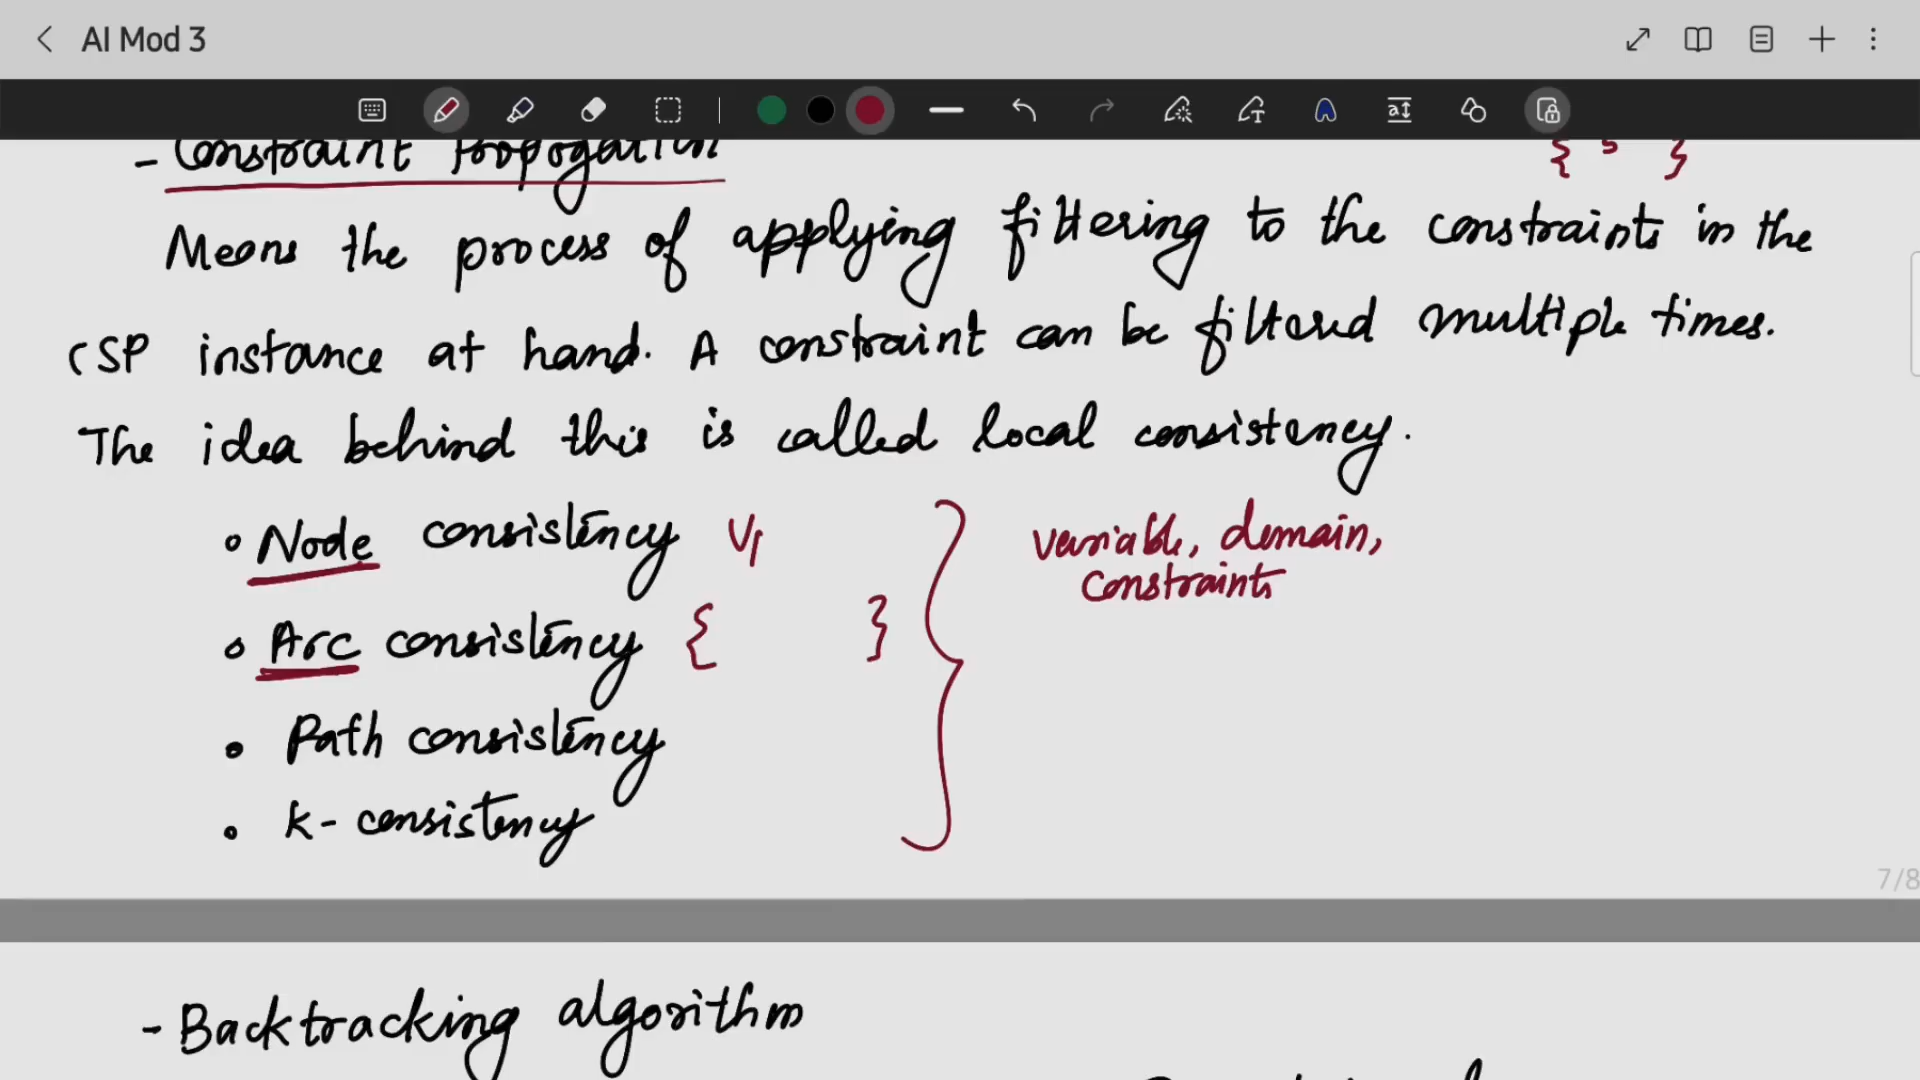 AI Mod 3
- Constraint Propogation
{ s }
Means the process of applying filtering to the constraints in the
CSP instance at hand. A constraint can be filtered multiple times.
The idea behind this is called local consistency.
• Node consistency V1
variable, domain,
constraints
• Arc consistency { }
• Path consistency
• K- consistency
7/8
- Backtracking algorithm